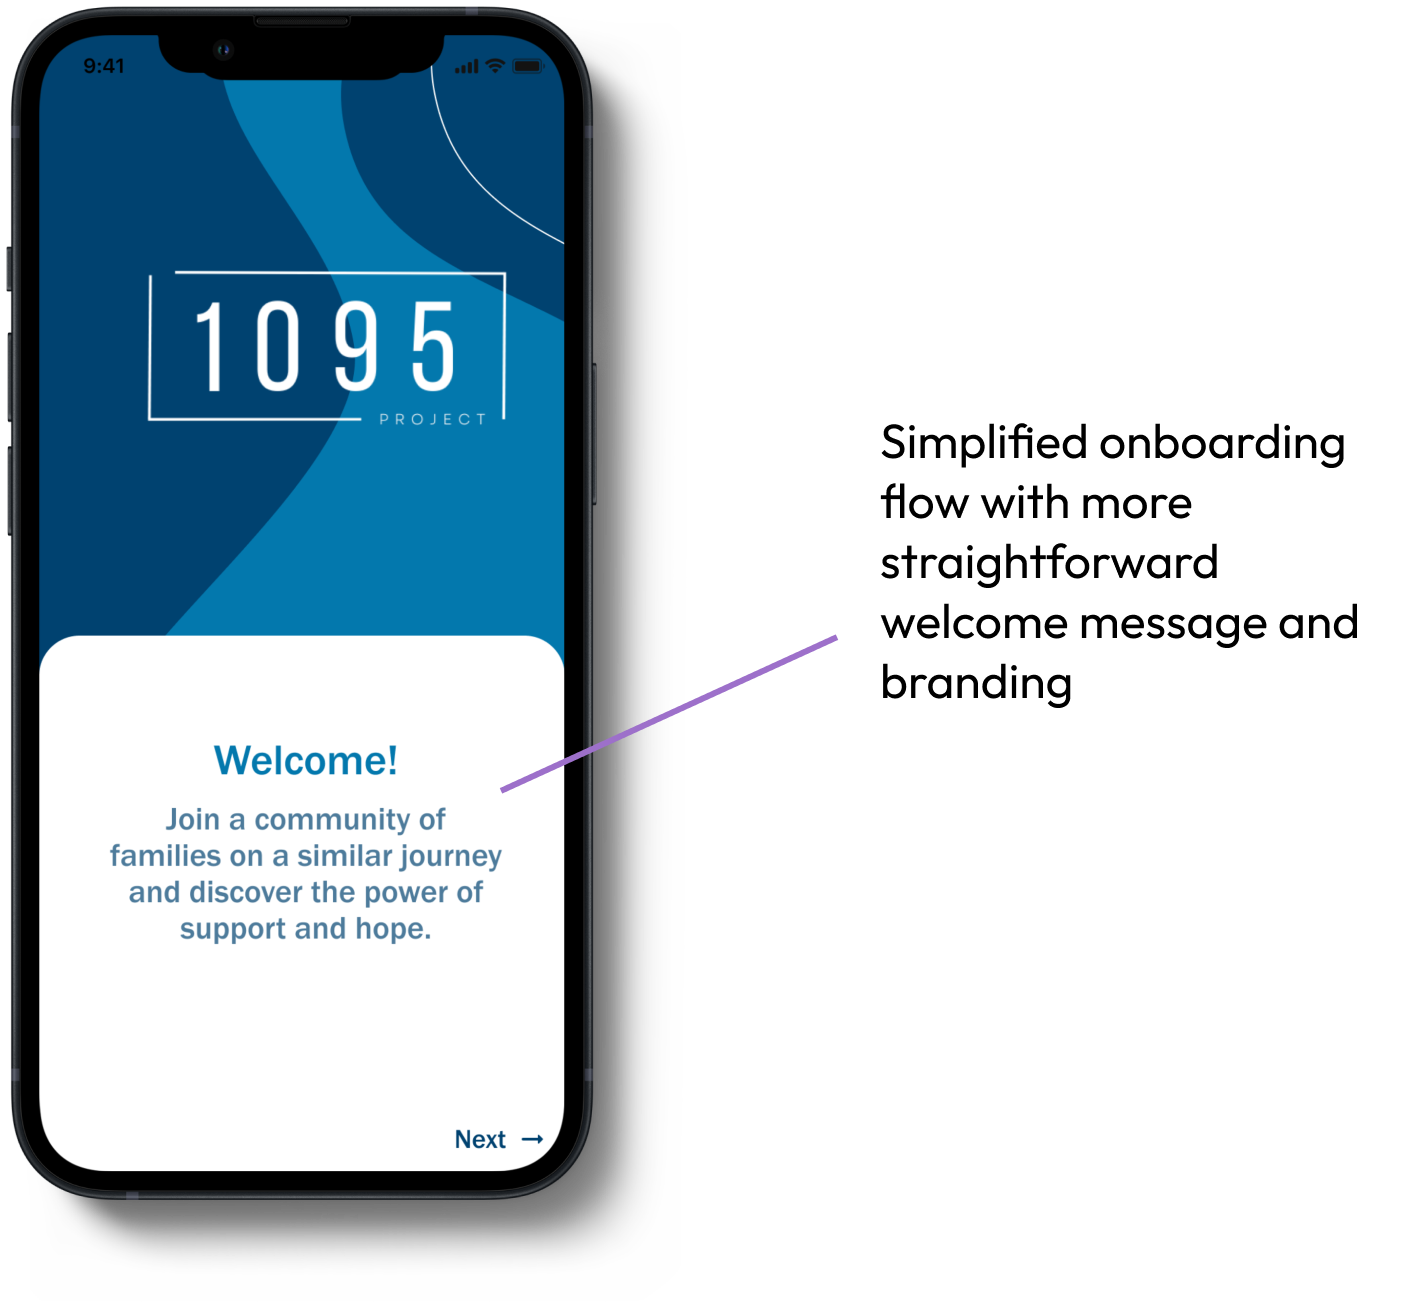 9:41
1095
PROJECT
Welcome!
Join a community of
families on a similar journey
and discover the power of
support and hope.
Next →
Simplified onboarding
flow with more
straightforward
welcome message and
branding